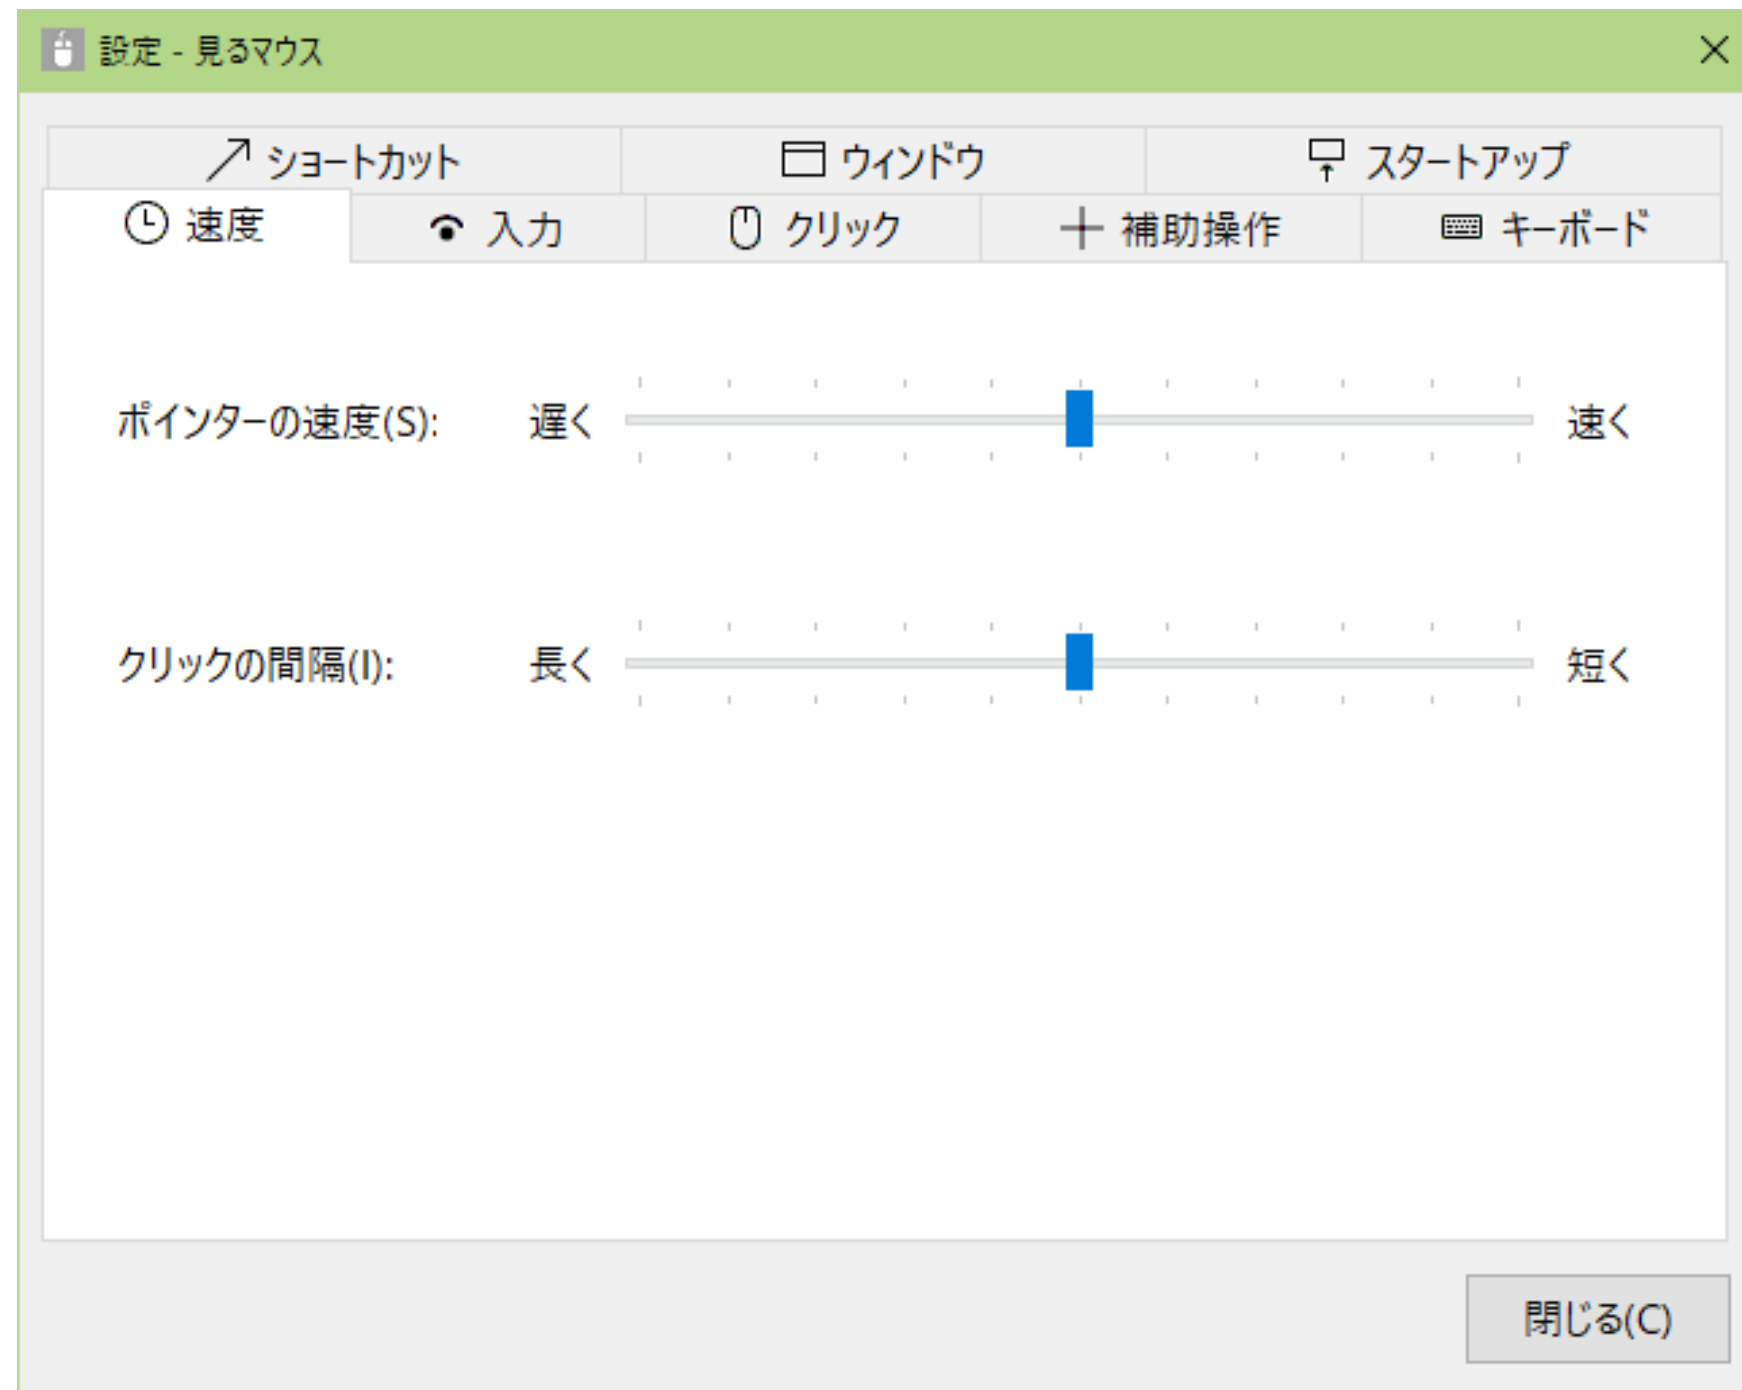 設定 - 見るマウス
ショートカット ウィンドウ スタートアップ
速度 入力 クリック 補助操作 キーボード
ポインターの速度(S): 遅く 速く
クリックの間隔(I): 長く 短く
閉じる(C)